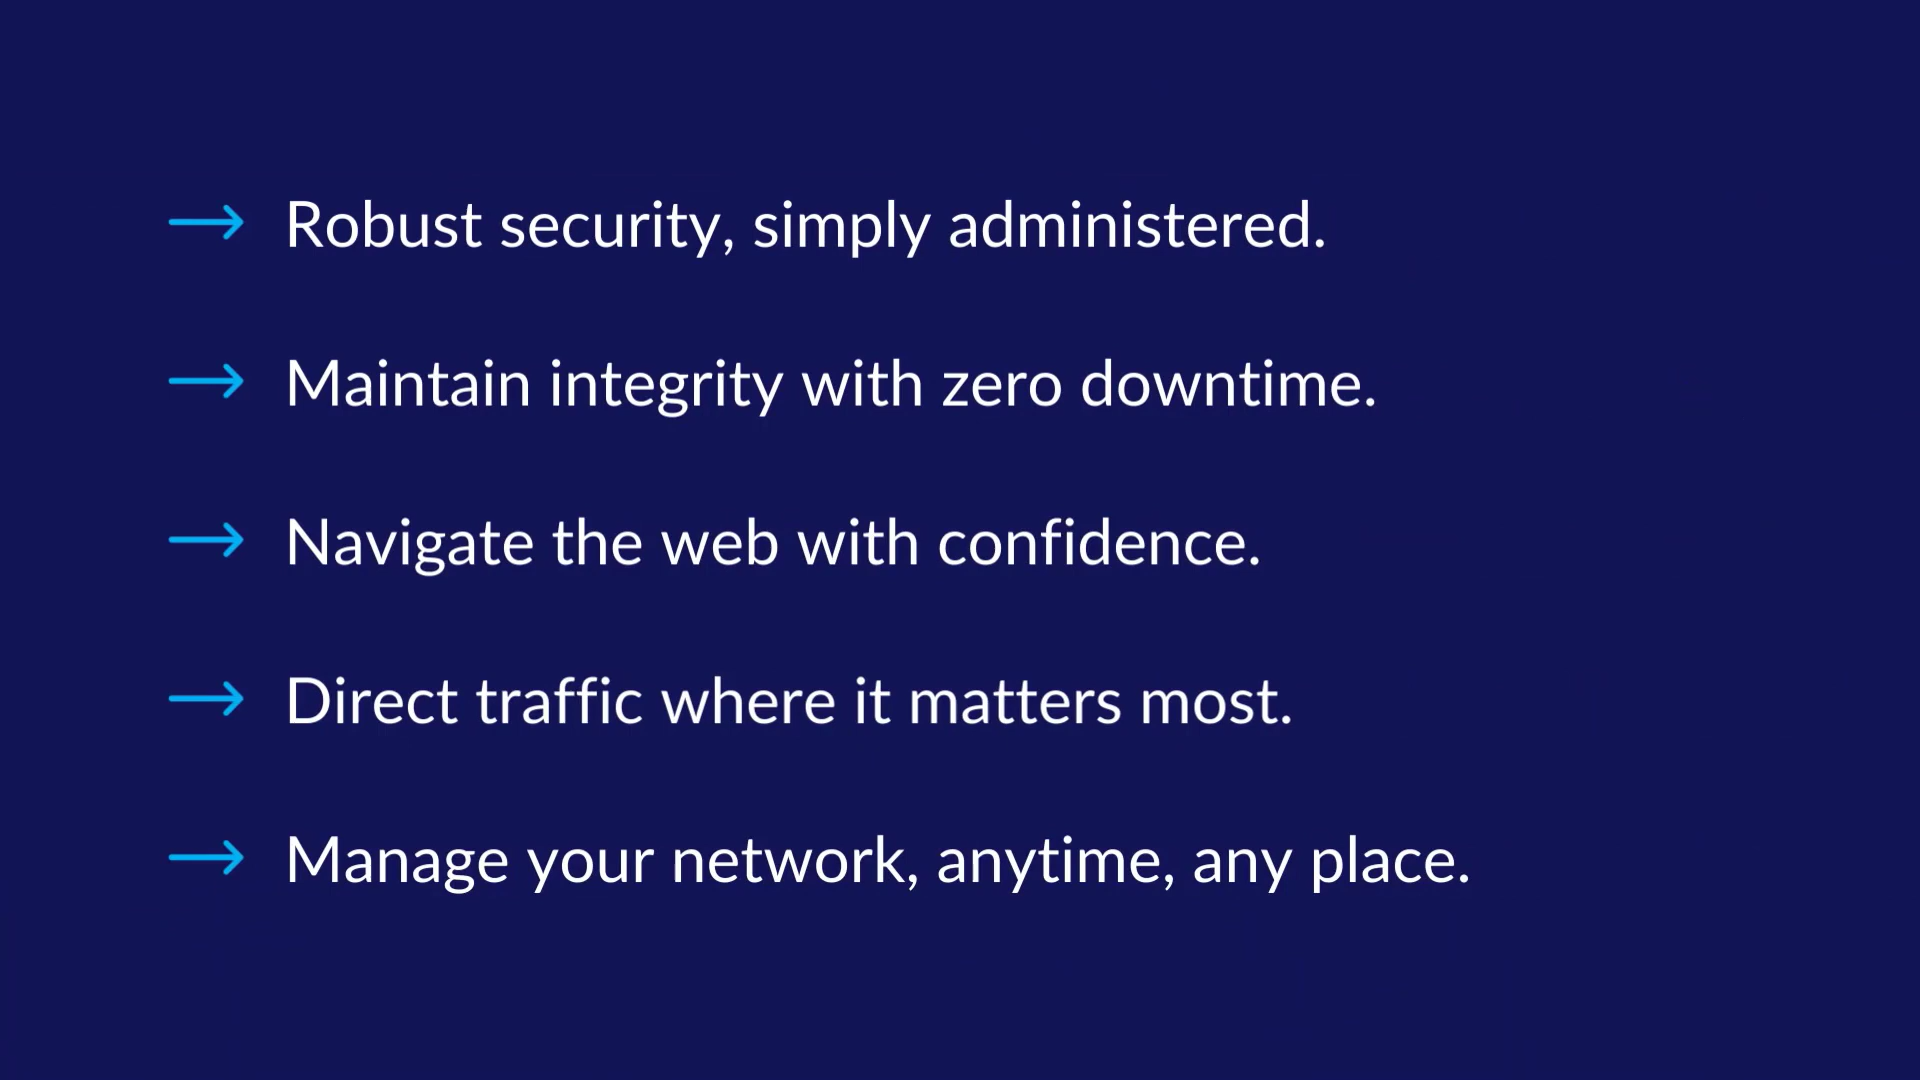 Robust security, simply administered.
Maintain integrity with zero downtime.
Navigate the web with confidence.
Direct traffic where it matters most.
Manage your network, anytime, any place.